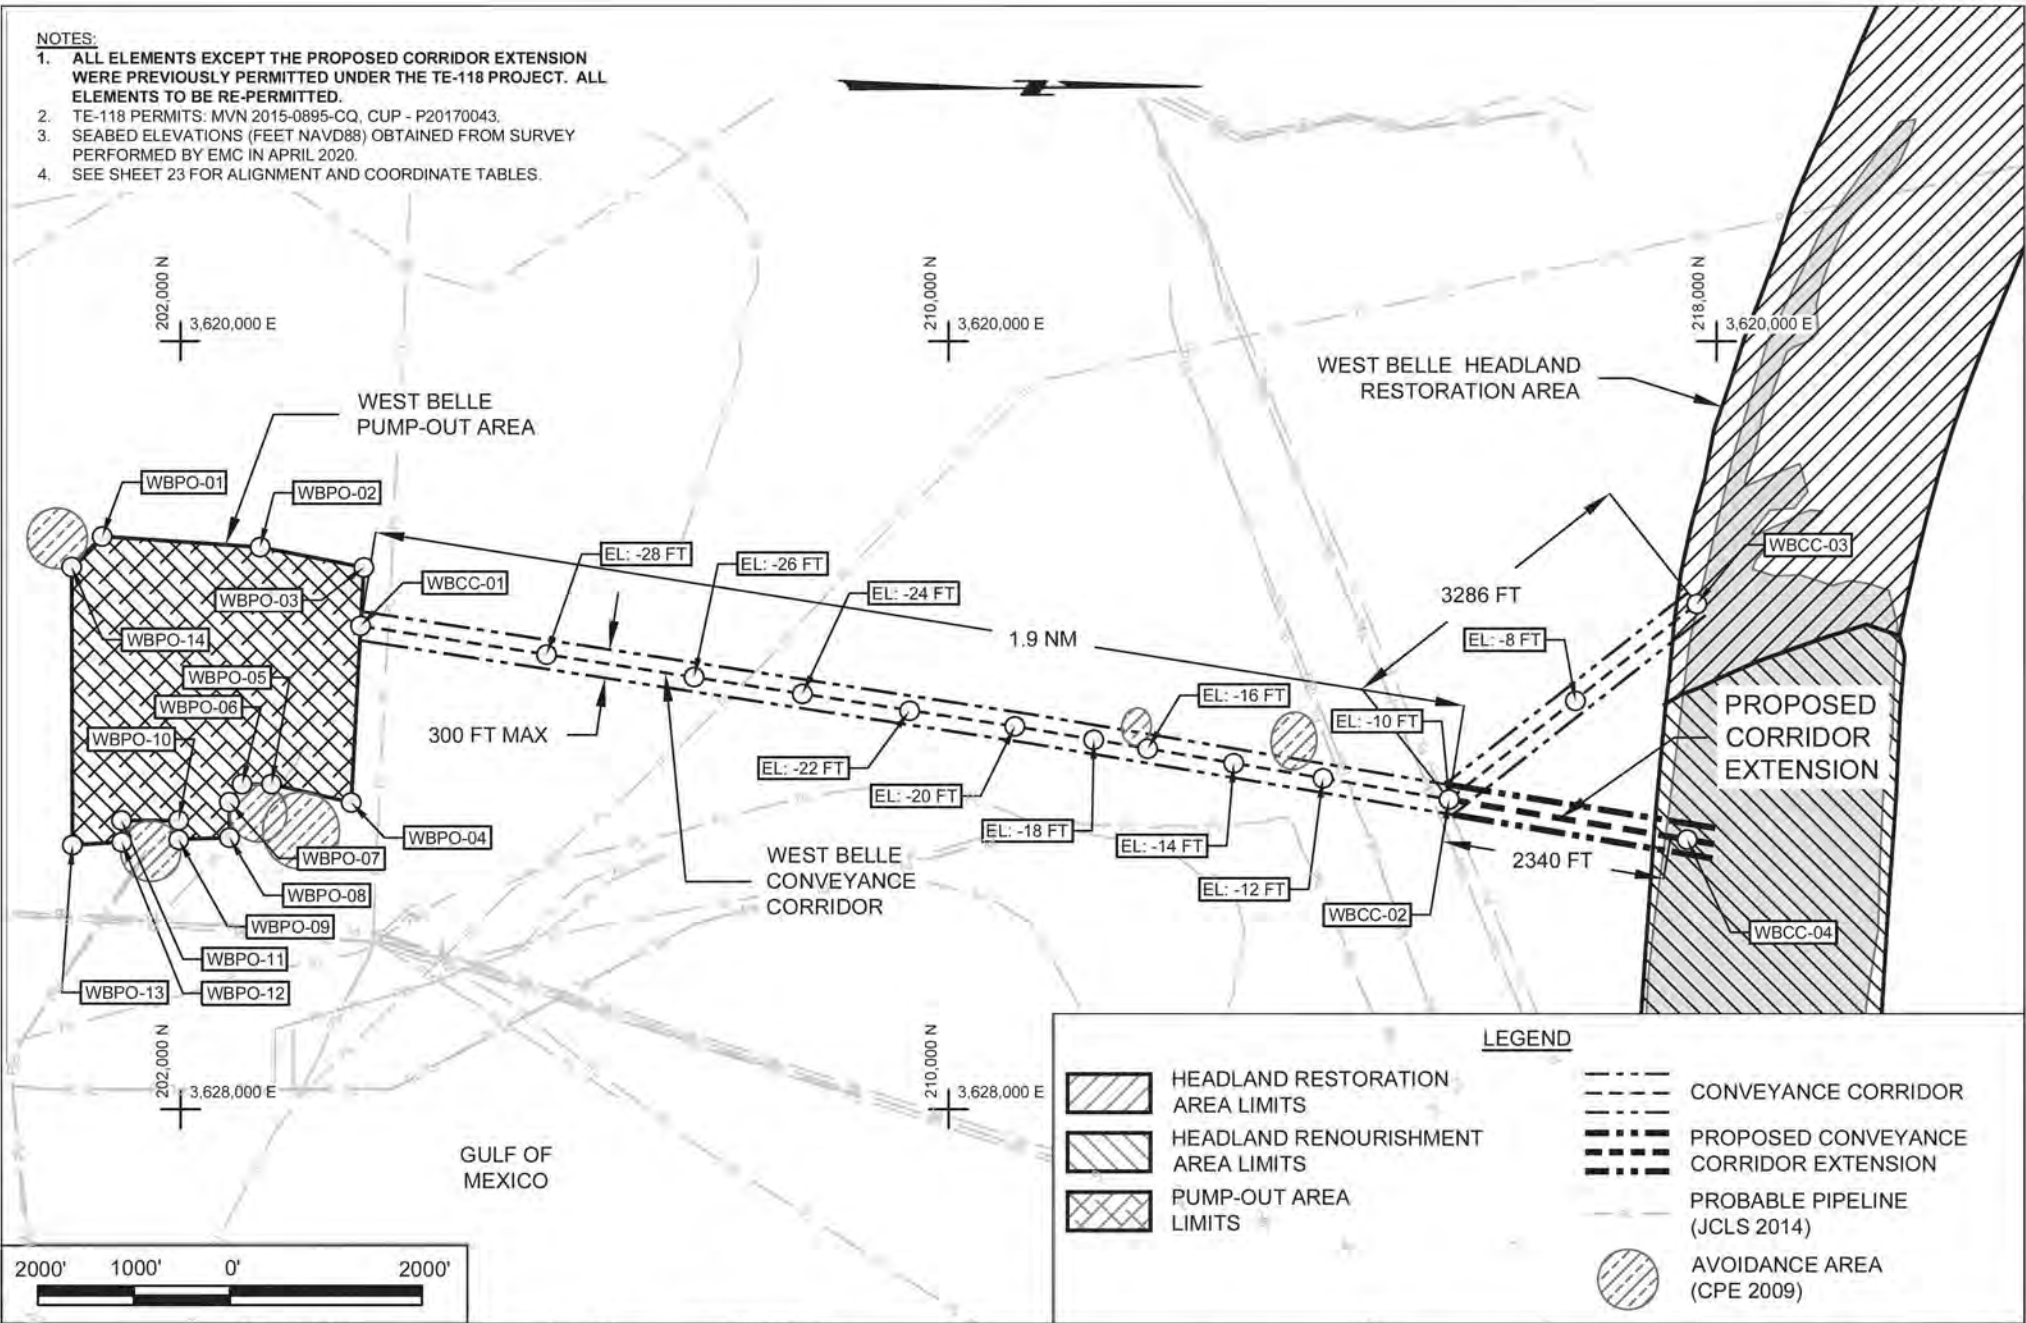 NOTES:
1. ALL ELEMENTS EXCEPT THE PROPOSED CORRIDOR EXTENSION
WERE PREVIOUSLY PERMITTED UNDER THE TE-118 PROJECT. ALL
ELEMENTS TO BE RE-PERMITTED.
2. TE-118 PERMITS: MVN 2015-0895-CQ, CUP - P20170043.
3. SEABED ELEVATIONS (FEET NAVD88) OBTAINED FROM SURVEY
PERFORMED BY EMC IN APRIL 2020.
4. SEE SHEET 23 FOR ALIGNMENT AND COORDINATE TABLES.
Z
202,000 N
3,620,000 E
210,000 N
3,620,000 E
218,000 N
3,620,000 E
WEST BELLE HEADLAND
RESTORATION AREA
WEST BELLE
PUMP-OUT AREA
WBPO-01
WBPO-02
WBPO-03
WBCC-01
WBPO-14
WBPO-05
WBPO-06
WBPO-10
WBPO-04
WBPO-07
WBPO-08
WBPO-09
WBPO-11
WBPO-13
WBPO-12
EL: -28 FT
EL: -26 FT
EL: -24 FT
1.9 NM
3286 FT
WBCC-03
EL: -8 FT
EL: -16 FT
EL: -10 FT
300 FT MAX
EL: -22 FT
EL: -20 FT
EL: -18 FT
EL: -14 FT
EL: -12 FT
WBCC-02
2340 FT
WBCC-04
PROPOSED
CORRIDOR
EXTENSION
WEST BELLE
CONVEYANCE
CORRIDOR
202,000 N
3,628,000 E
210,000 N
3,628,000 E
GULF OF
MEXICO
LEGEND
HEADLAND RESTORATION
AREA LIMITS
HEADLAND RENOURISHMENT
AREA LIMITS
PUMP-OUT AREA
LIMITS
CONVEYANCE CORRIDOR
PROPOSED CONVEYANCE
CORRIDOR EXTENSION
PROBABLE PIPELINE
(JCLS 2014)
AVOIDANCE AREA
(CPE 2009)
2000' 1000' 0' 2000'